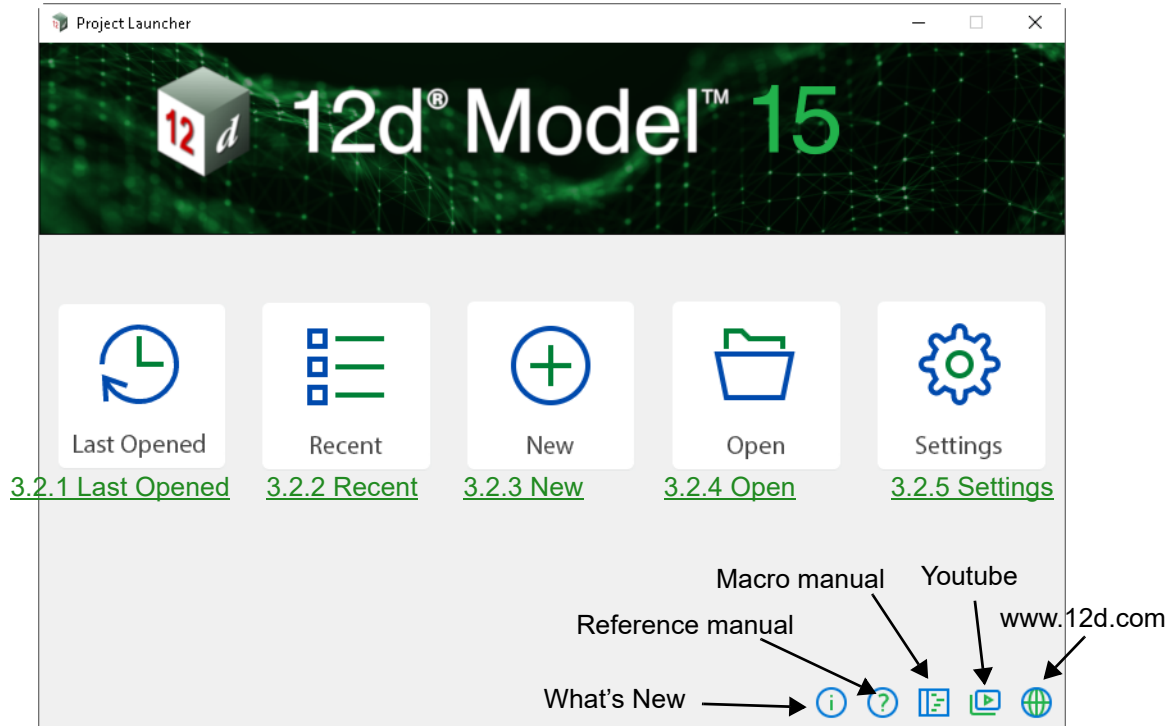 Project Launcher
12 d 12d® Model™ 15
Last Opened
Recent
New
Open
Settings
3.2.1 Last Opened
3.2.2 Recent
3.2.3 New
3.2.4 Open
3.2.5 Settings
Macro manual
Youtube
Reference manual
www.12d.com
What's New